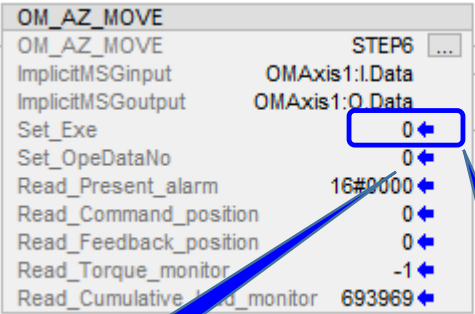 OM_AZ_MOVE
OM_AZ_MOVE STEP6 ...
ImplicitMSGinput OMAxis1:I.Data
ImplicitMSGoutput OMAxis1:O.Data
Set_Exe 0
Set_OpeDataNo 0
Read_Present_alarm 16#0000
Read_Command_position 0
Read_Feedback_position 0
Read_Torque_monitor -1
693969